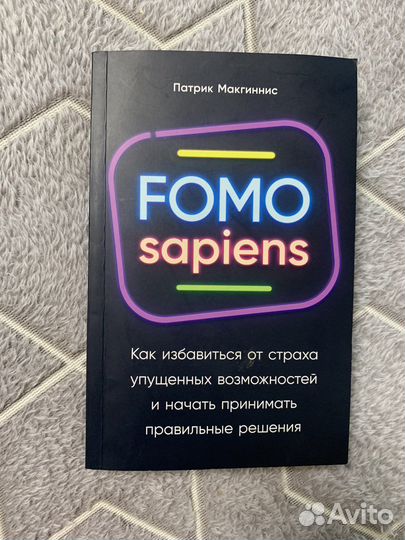 Патрик Макгиннис
FOMO
sapiens
Как избавиться от страха
упущенных возможностей
и начать принимать
правильные решения
Avito